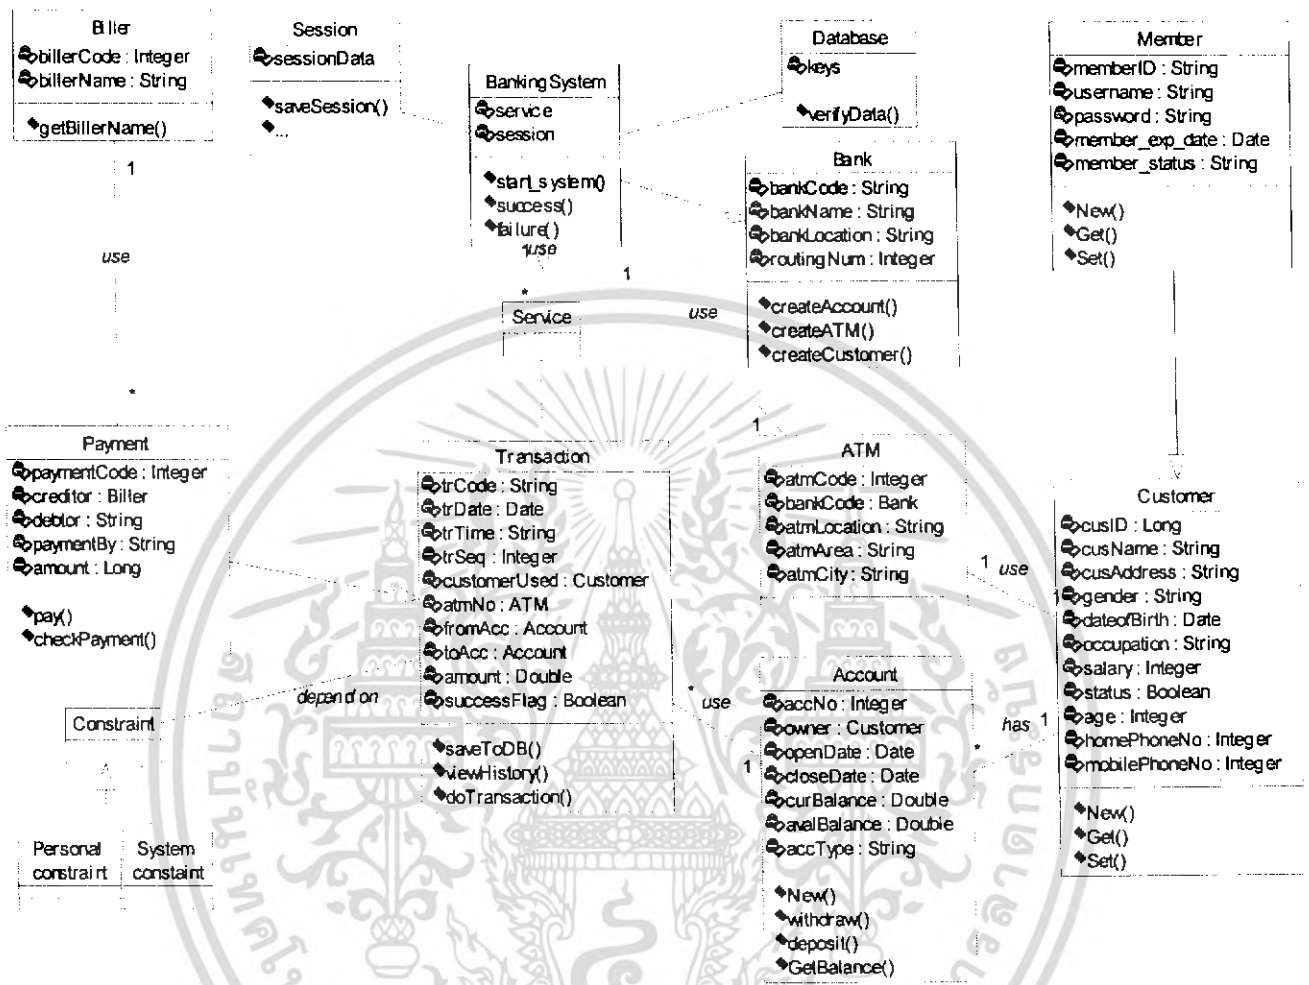 Biller
billerCode : Integer
billerName : String
getBillerName()
1
use
*
Session
sessionData
saveSession()
...
BankingSystem
service
session
start_system()
success()
failure()
1
use
*
1
Service
Database
keys
verifyData()
Bank
bankCode : String
bankName : String
bankLocation : String
routingNum : Integer
createAccount()
createATM()
createCustomer()
use
1
Member
memberID : String
username : String
password : String
member_exp_date : Date
member_status : String
New()
Get()
Set()
Payment
paymentCode : Integer
creditor : Biller
debtor : String
paymentBy : String
amount : Long
pay()
checkPayment()
Transaction
trCode : String
trDate : Date
trTime : String
trSeq : Integer
customerUsed : Customer
atmNo : ATM
fromAcc : Account
toAcc : Account
amount : Double
successFlag : Boolean
saveToDB()
viewHistory()
doTransaction()
depend on
* use
1
ATM
atmCode : Integer
bankCode : Bank
atmLocation : String
atmArea : String
atmCity : String
1 use
1
Customer
cusID : Long
cusName : String
cusAddress : String
gender : String
dateofBirth : Date
occupation : String
salary : Integer
status : Boolean
age : Integer
homePhoneNo : Integer
mobilePhoneNo : Integer
New()
Get()
Set()
Account
accNo : Integer
owner : Customer
openDate : Date
closeDate : Date
curBalance : Double
avalBalance : Double
accType : String
New()
withdraw()
deposit()
GetBalance()
* has 1
Constraint
Personal
constraint
System
constaint